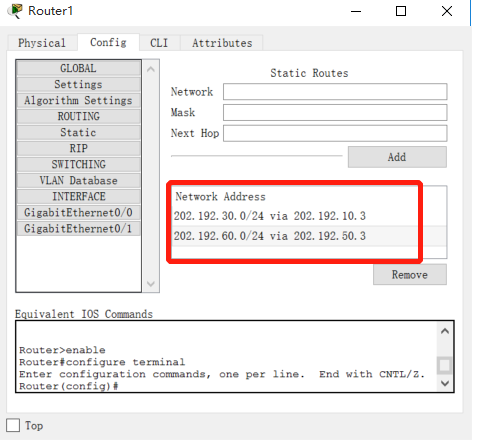 Router1
Physical Config CLI Attributes
GLOBAL
Settings
Algorithm Settings
ROUTING
Static
RIP
SWITCHING
VLAN Database
INTERFACE
GigabitEthernet0/0
GigabitEthernet0/1
Static Routes
Network
Mask
Next Hop
Add
Network Address
202.192.30.0/24 via 202.192.10.3
202.192.60.0/24 via 202.192.50.3
Remove
Equivalent IOS Commands
Router>enable
Router#configure terminal
Enter configuration commands, one per line.  End with CNTL/Z.
Router(config)#
Top